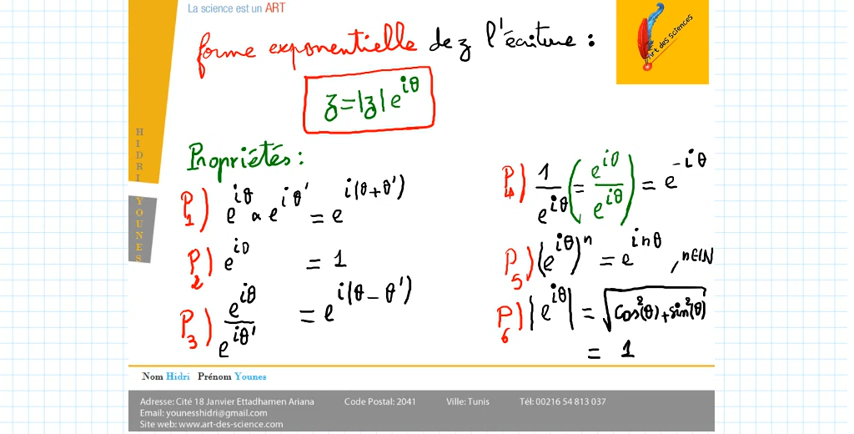 La science est un ART
forme exponentielle de z l'écriture :
z = |z| e^{iθ}
Art des Sciences
HIDRI YOUNES
Propriétés :
P1) e^{iθ} × e^{iθ'} = e^{i(θ+θ')}
P2) e^{i0} = 1
P3) e^{iθ} / e^{iθ'} = e^{i(θ-θ')}
P4) 1 / e^{iθ} = (e^{i0} / e^{iθ}) = e^{-iθ}
P5) (e^{iθ})^n = e^{inθ}, n∈ℕ
P6) |e^{iθ}| = √(cos²(θ)+sin²(θ))
= 1
Nom Hidri Prénom Younes
Adresse: Cité 18 Janvier Ettadhamen Ariana Code Postal: 2041 Ville: Tunis Tél: 00216 54 813 037
Email: younesshidri@gmail.com
Site web: www.art-des-science.com